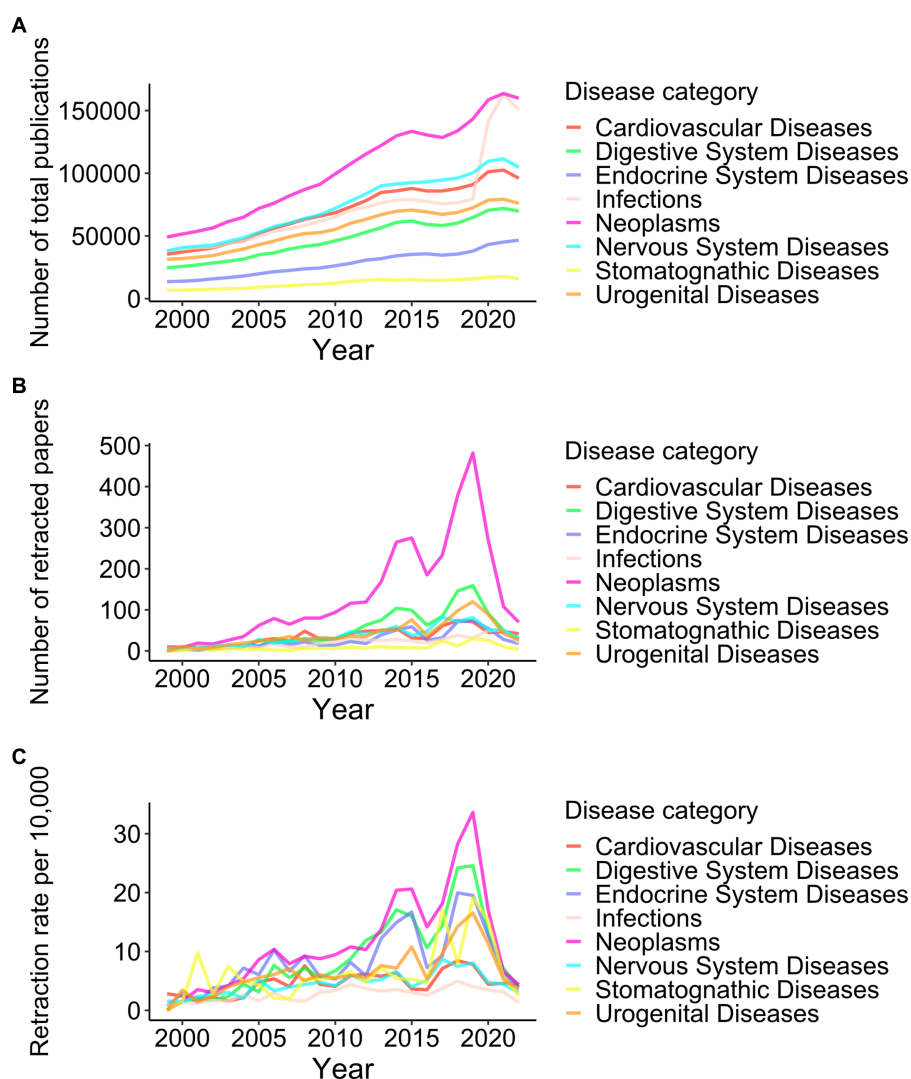 A
Number of total publications
150000
100000
50000
0
2000 2005 2010 2015 2020
Year
Disease category
Cardiovascular Diseases
Digestive System Diseases
Endocrine System Diseases
Infections
Neoplasms
Nervous System Diseases
Stomatognathic Diseases
Urogenital Diseases
B
Number of retracted papers
500
400
300
200
100
0
2000 2005 2010 2015 2020
Year
Disease category
Cardiovascular Diseases
Digestive System Diseases
Endocrine System Diseases
Infections
Neoplasms
Nervous System Diseases
Stomatognathic Diseases
Urogenital Diseases
C
Retraction rate per 10,000
30
20
10
0
2000 2005 2010 2015 2020
Year
Disease category
Cardiovascular Diseases
Digestive System Diseases
Endocrine System Diseases
Infections
Neoplasms
Nervous System Diseases
Stomatognathic Diseases
Urogenital Diseases